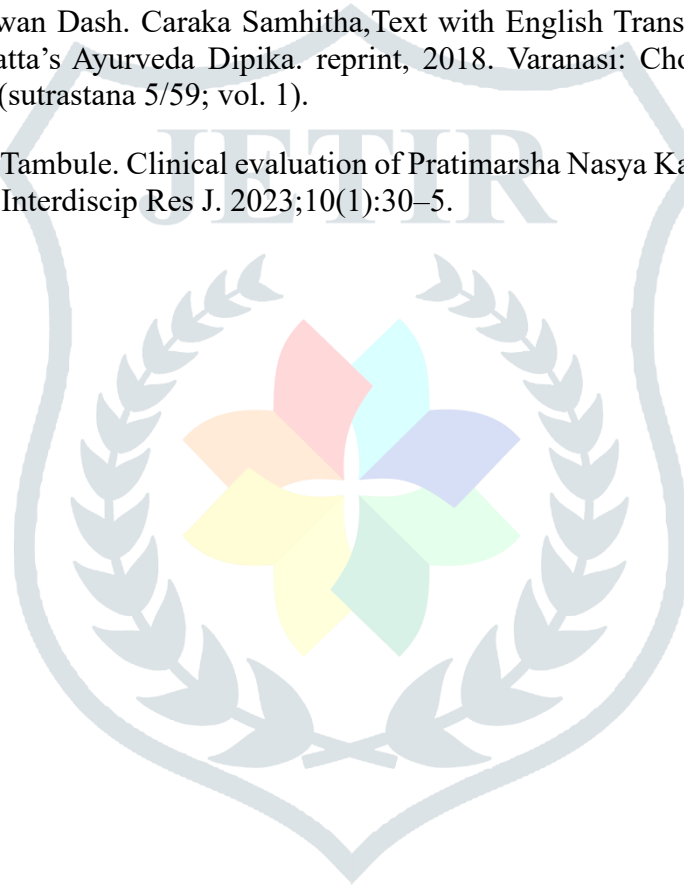 wan Dash. Caraka Samhitha,Text with English Trans
atta’s Ayurveda Dipika. reprint, 2018. Varanasi: Cho
(sutrastana 5/59; vol. 1).
Tambule. Clinical evaluation of Pratimarsha Nasya Ka
Interdiscip Res J. 2023;10(1):30–5.
JETIR